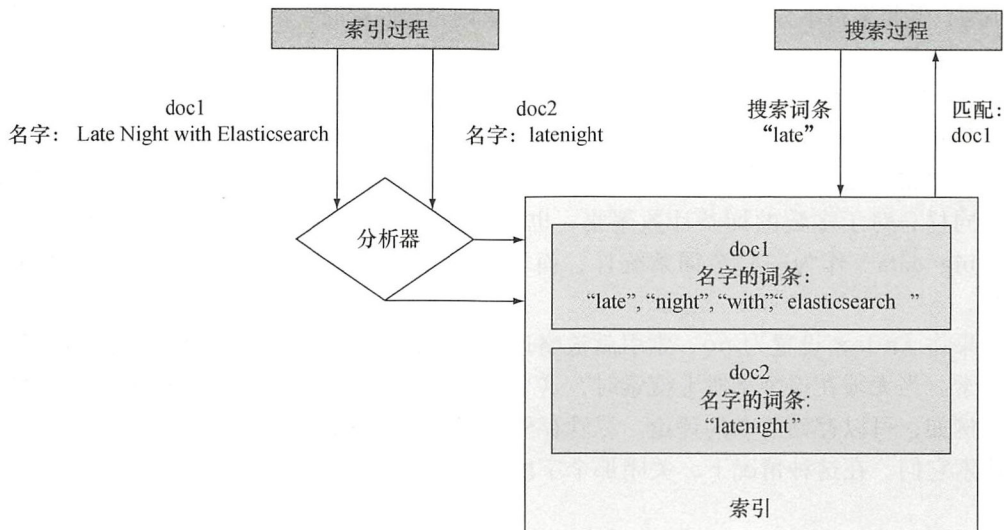 索引过程
搜索过程
doc1
名字： Late Night with Elasticsearch
doc2
名字： latenight
搜索词条
“late”
匹配：
doc1
分析器
doc1
名字的词条：
“late”, “night”, “with”,“ elasticsearch ”
doc2
名字的词条:
“latenight”
索引